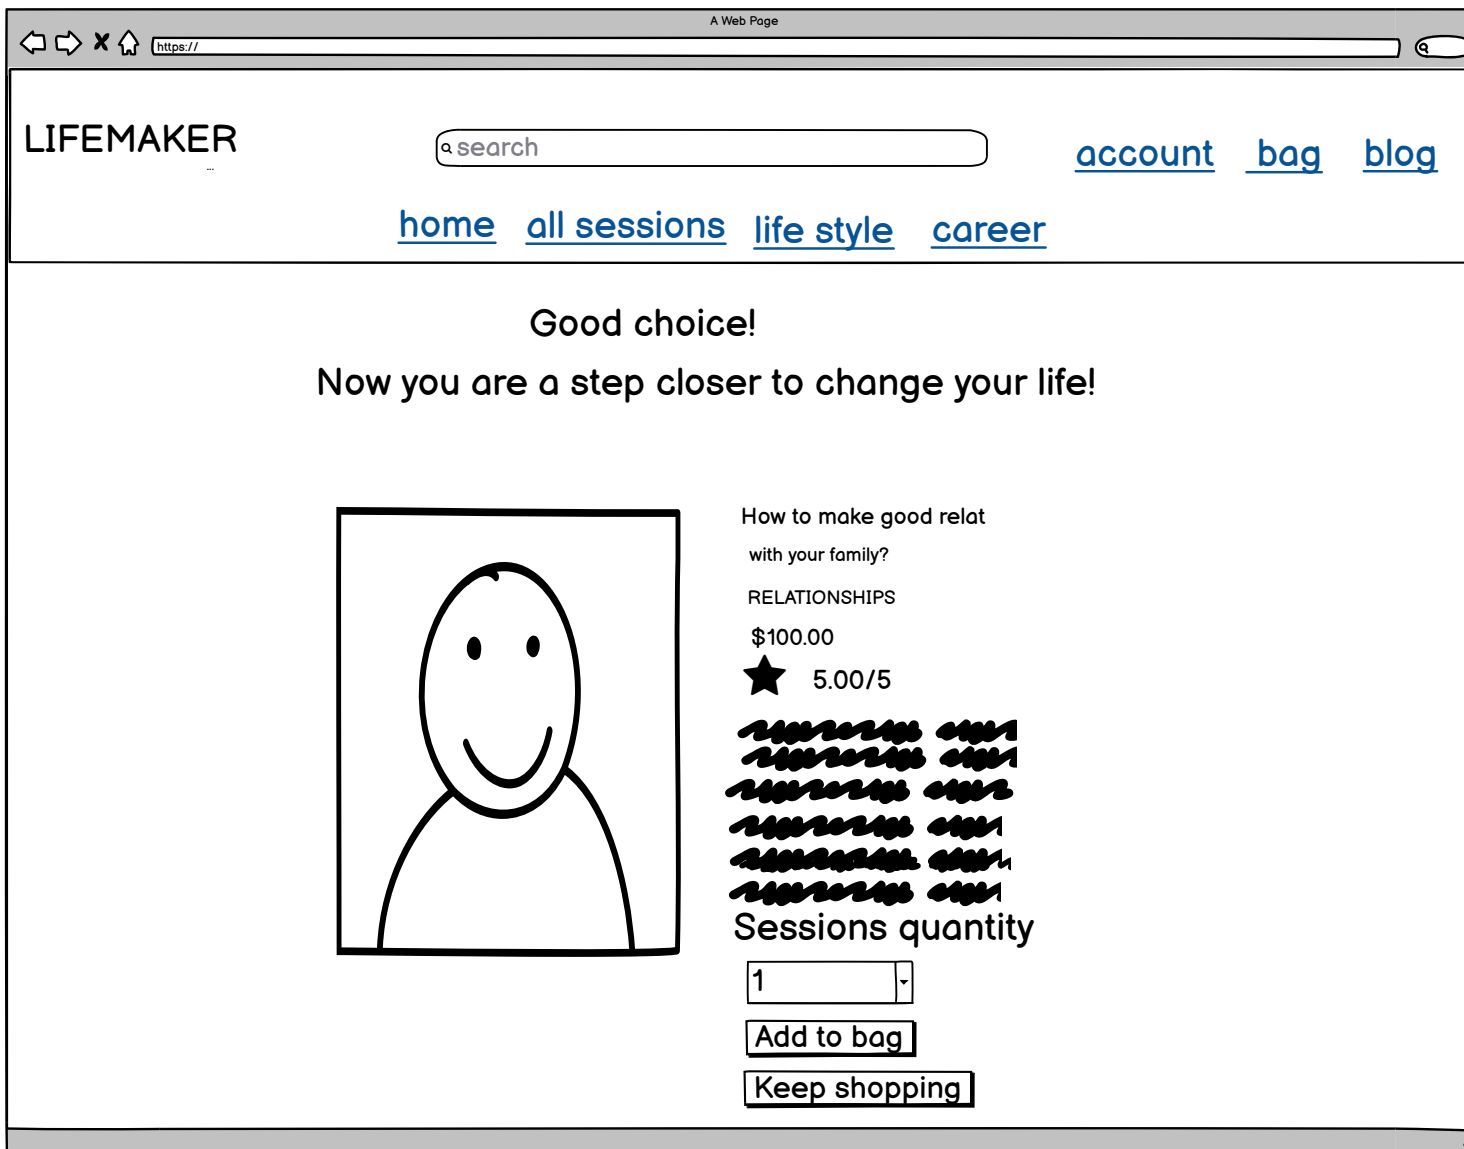 A Web Page
https://
LIFEMAKER
...
search
account bag blog
home all sessions life style career
Good choice!
Now you are a step closer to change your life!
How to make good relat
with your family?
RELATIONSHIPS
$100.00
5.00/5
Sessions quantity
1
Add to bag
Keep shopping